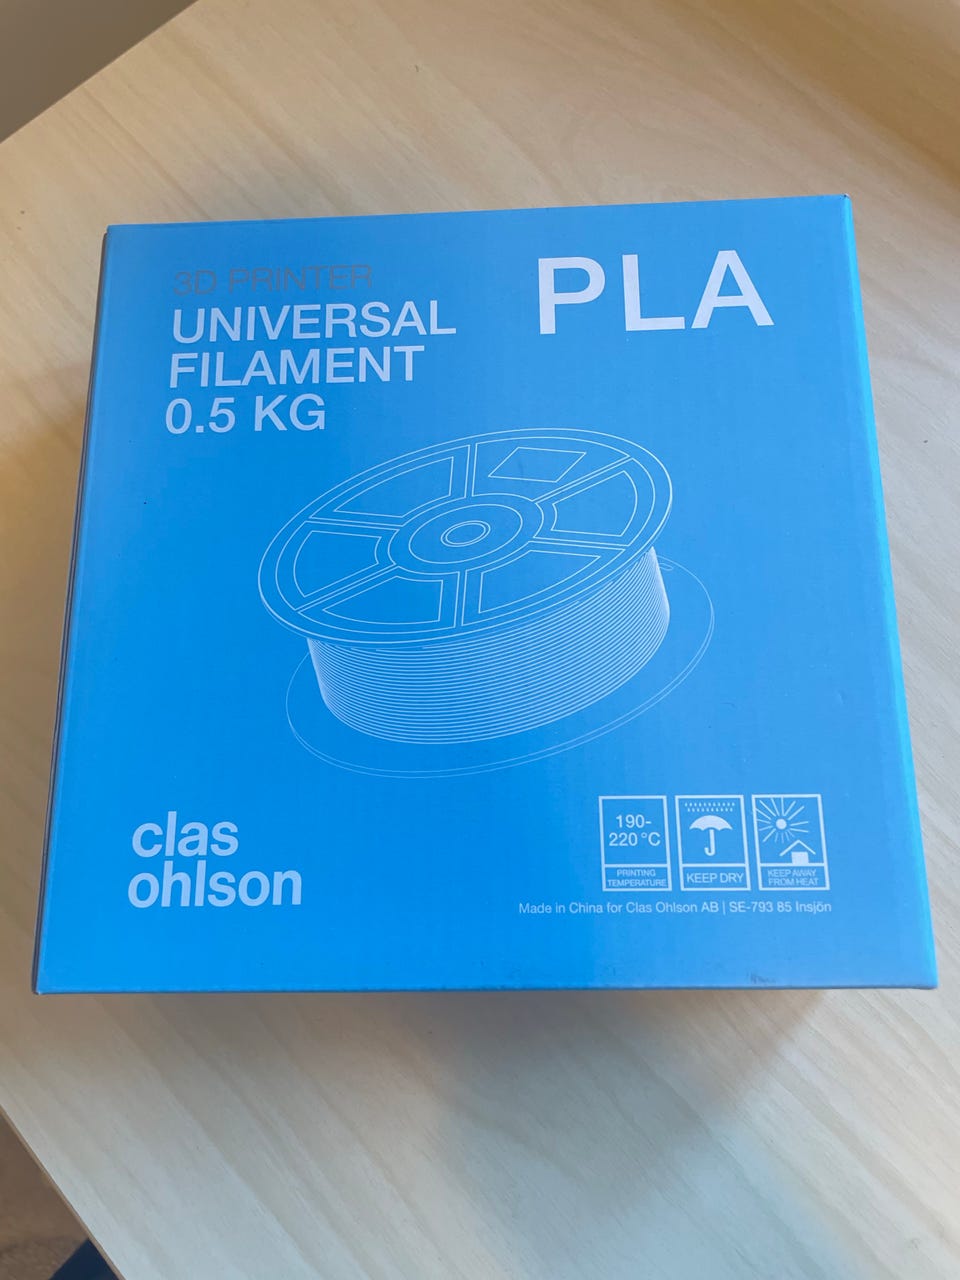 3D PRINTER
UNIVERSAL
FILAMENT
0.5 KG
PLA
clas
ohlson
190-
220 °C
PRINTING
TEMPERATURE
KEEP DRY
KEEP AWAY
FROM HEAT
Made in China for Clas Ohlson AB | SE-793 85 Insjön